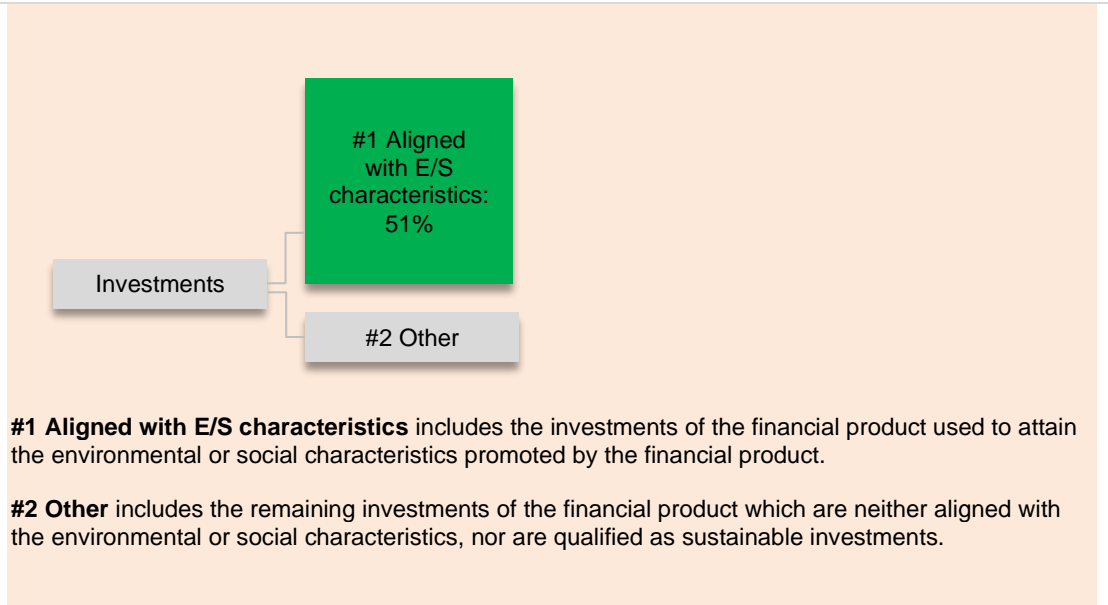 #1 Aligned
with E/S
characteristics:
51%
Investments
#2 Other
#1 Aligned with E/S characteristics includes the investments of the financial product used to attain
the environmental or social characteristics promoted by the financial product.
#2 Other includes the remaining investments of the financial product which are neither aligned with
the environmental or social characteristics, nor are qualified as sustainable investments.